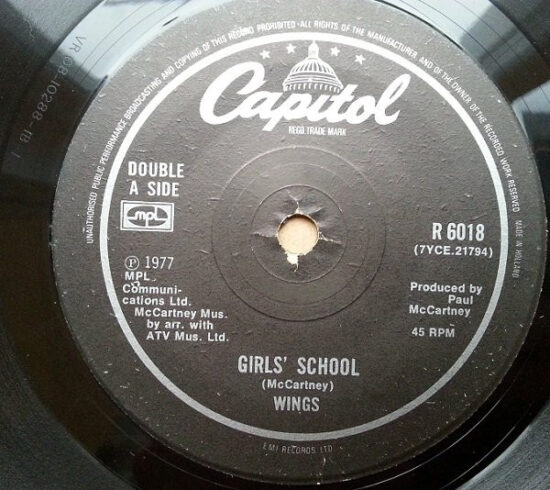 UNAUTHORISED PUBLIC PERFORMANCE BROADCASTING AND COPYING OF THIS RECORD PROHIBITED · ALL RIGHTS OF THE MANUFACTURER AND OF THE OWNER OF THE RECORDED WORK RESERVED
MADE IN HOLLAND
Capitol
REGD. TRADE MARK
DOUBLE
A SIDE
mpl
℗ 1977
MPL
Communi-
cations Ltd.
McCartney Mus.
by arr. with
ATV Mus. Ltd.
R 6018
(7YCE.21794)
Produced by
Paul
McCartney
45 RPM
GIRLS' SCHOOL
(McCartney)
WINGS
EMI RECORDS LTD